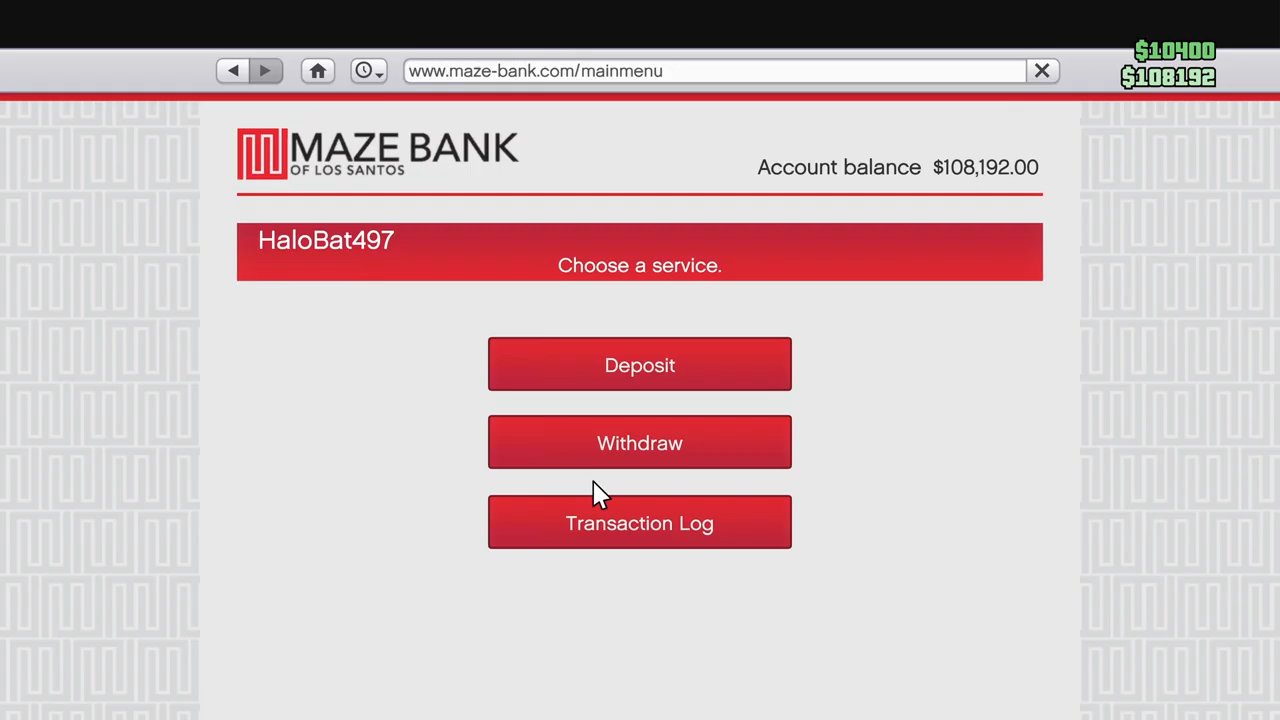 $10400
www.maze-bank.com/mainmenu
$108192
MAZE BANK
OF LOS SANTOS
Account balance $108,192.00
HaloBat497
Choose a service.
Deposit
Withdraw
Transaction Log